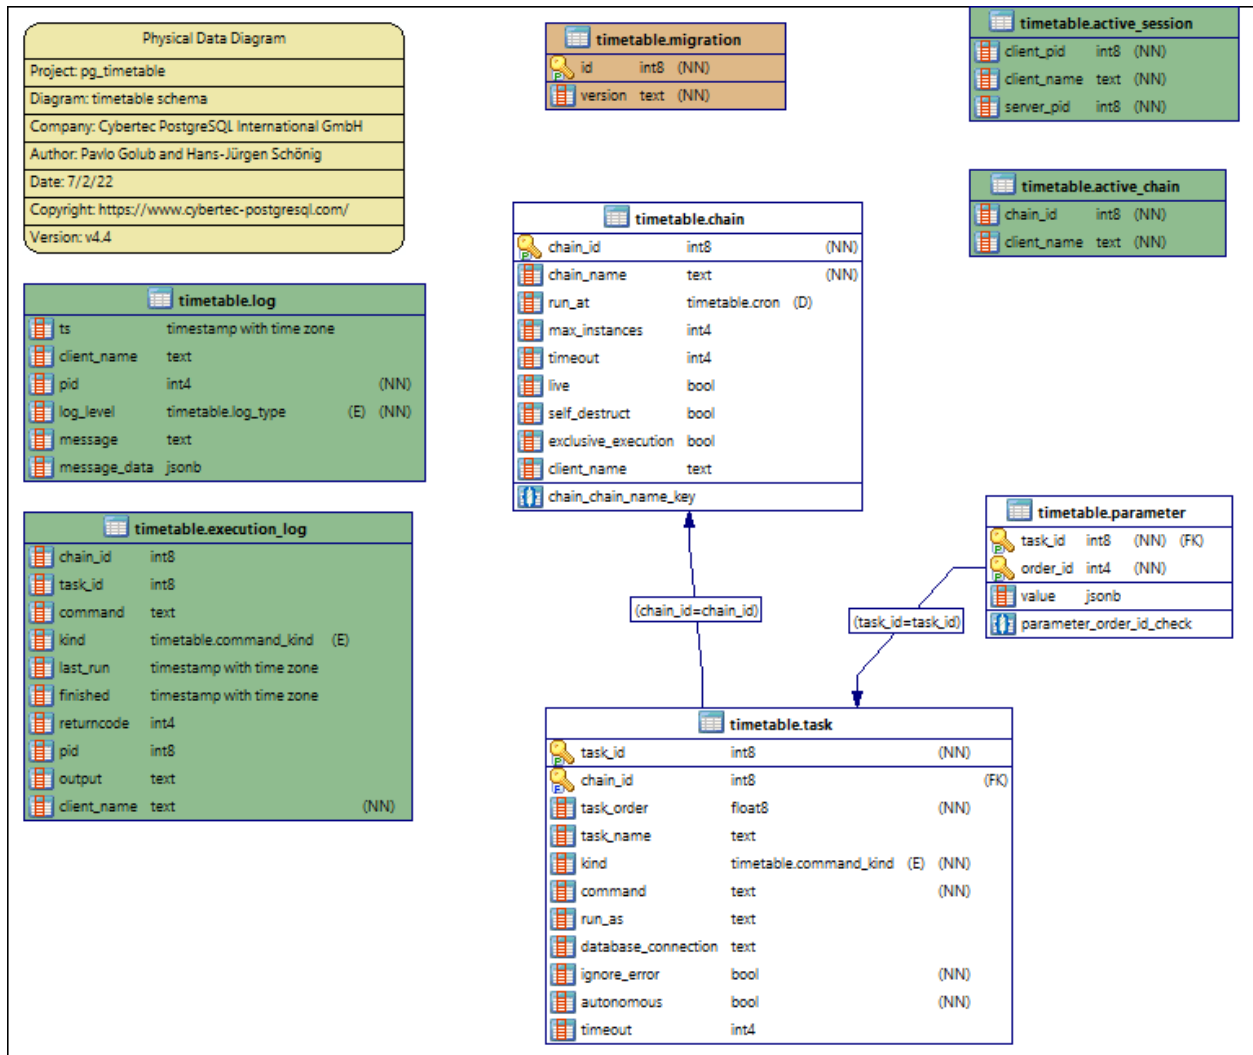 Physical Data Diagram
Project: pg_timetable
Diagram: timetable schema
Company: Cybertec PostgreSQL International GmbH
Author: Pavlo Golub and Hans-Jürgen Schönig
Date: 7/2/22
Copyright: https://www.cybertec-postgresql.com/
Version: v4.4
timetable.migration
id int8 (NN)
version text (NN)
timetable.active_session
client_pid int8 (NN)
client_name text (NN)
server_pid int8 (NN)
timetable.active_chain
chain_id int8 (NN)
client_name text (NN)
timetable.chain
chain_id int8 (NN)
chain_name text (NN)
run_at timetable.cron (D)
max_instances int4
timeout int4
live bool
self_destruct bool
exclusive_execution bool
client_name text
chain_chain_name_key
timetable.log
ts timestamp with time zone
client_name text
pid int4 (NN)
log_level timetable.log_type (E) (NN)
message text
message_data jsonb
timetable.execution_log
chain_id int8
task_id int8
command text
kind timetable.command_kind (E)
last_run timestamp with time zone
finished timestamp with time zone
returncode int4
pid int8
output text
client_name text (NN)
timetable.parameter
task_id int8 (NN) (FK)
order_id int4 (NN)
value jsonb
parameter_order_id_check
(chain_id=chain_id)
(task_id=task_id)
timetable.task
task_id int8 (NN)
chain_id int8 (FK)
task_order float8 (NN)
task_name text
kind timetable.command_kind (E) (NN)
command text (NN)
run_as text
database_connection text
ignore_error bool (NN)
autonomous bool (NN)
timeout int4